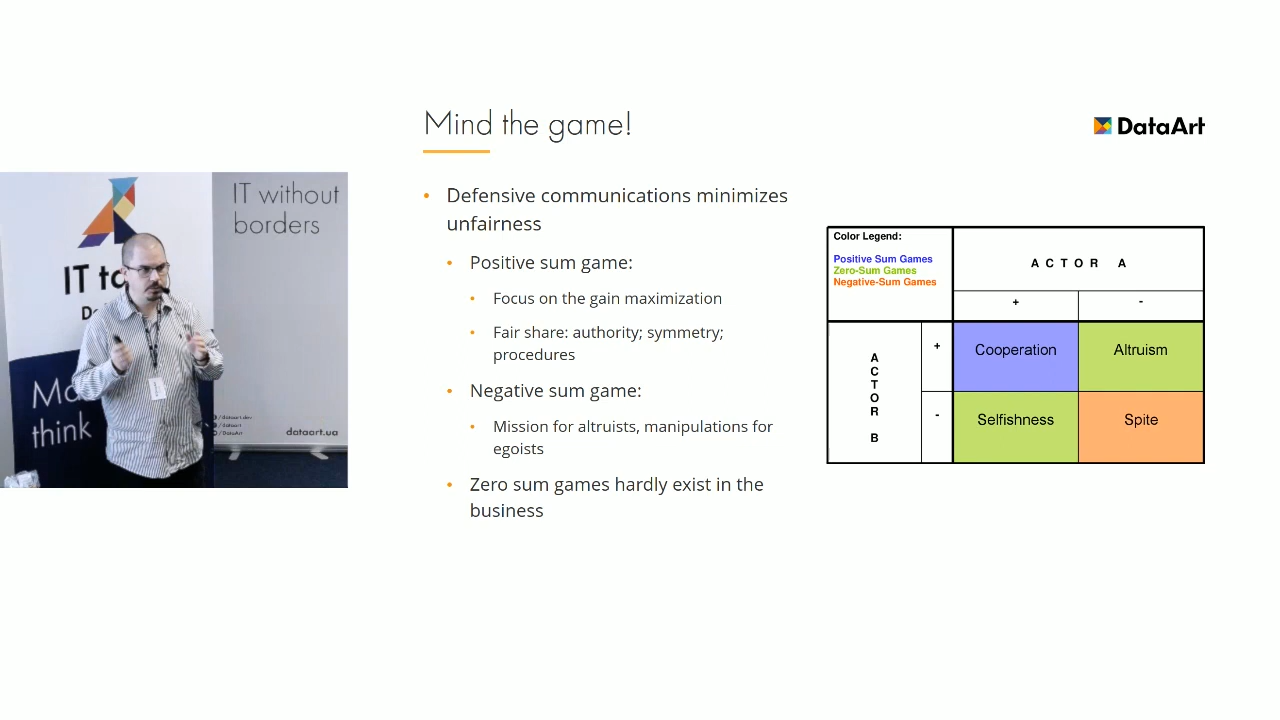 Mind the game!
DataArt
IT without
borders
IT
Defensive communications minimizes
unfairness
Positive sum game:
Focus on the gain maximization
Fair share: authority; symmetry;
procedures
Negative sum game:
Mission for altruists, manipulations for
egoists
Zero sum games hardly exist in the
business
Color Legend:
Positive Sum Games
Zero-Sum Games
Negative-Sum Games
ACTOR A
+
-
ACTOR B
+
Cooperation
Altruism
-
Selfishness
Spite
think
/DataArt
dataart.ua